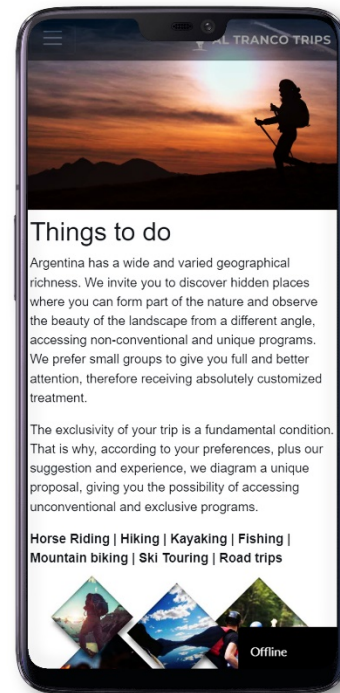 AL TRANCO TRIPS
Things to do
Argentina has a wide and varied geographical
richness. We invite you to discover hidden places
where you can form part of the nature and observe
the beauty of the landscape from a different angle,
accessing non-conventional and unique programs.
We prefer small groups to give you full and better
attention, therefore receiving absolutely customized
treatment.
The exclusivity of your trip is a fundamental condition.
That is why, according to your preferences, plus our
suggestion and experience, we diagram a unique
proposal, giving you the possibility of accessing
unconventional and exclusive programs.
Horse Riding | Hiking | Kayaking | Fishing |
Mountain biking | Ski Touring | Road trips
Offline